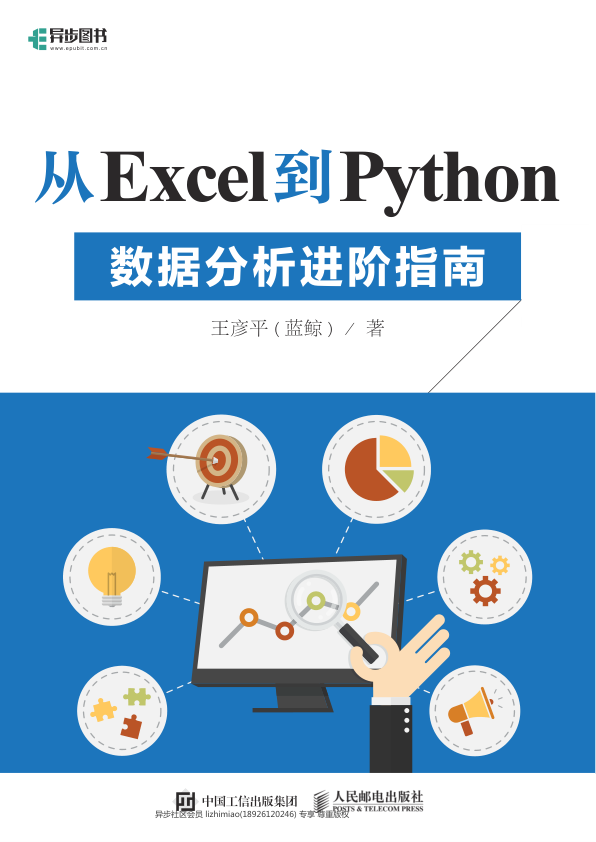 异步图书
www.epubit.com.cn
从Excel到Python
数据分析进阶指南
王彦平(蓝鲸) / 著
中国工信出版集团 人民邮电出版社
POSTS & TELECOM PRESS
异步社区会员 lizhimiao(18926120246) 专享 尊重版权